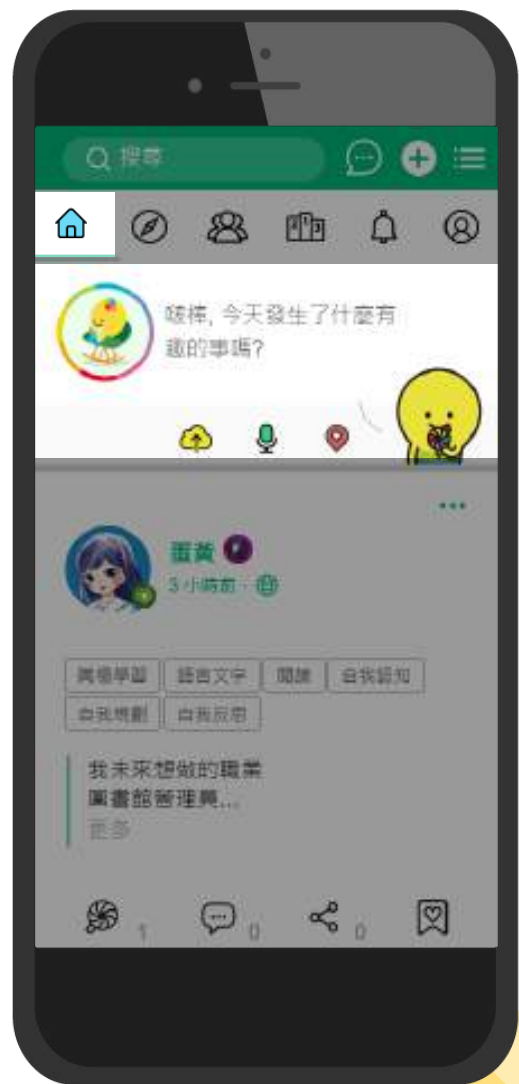 搜尋
啵棒, 今天發生了什麼有
趣的事嗎?
蛋黃
3 小時前
興趣學習 語言文字 閱讀 自我認知
自我規劃 自我反思
我未來想做的職業
圖書館管理員...
更多
1 0 0